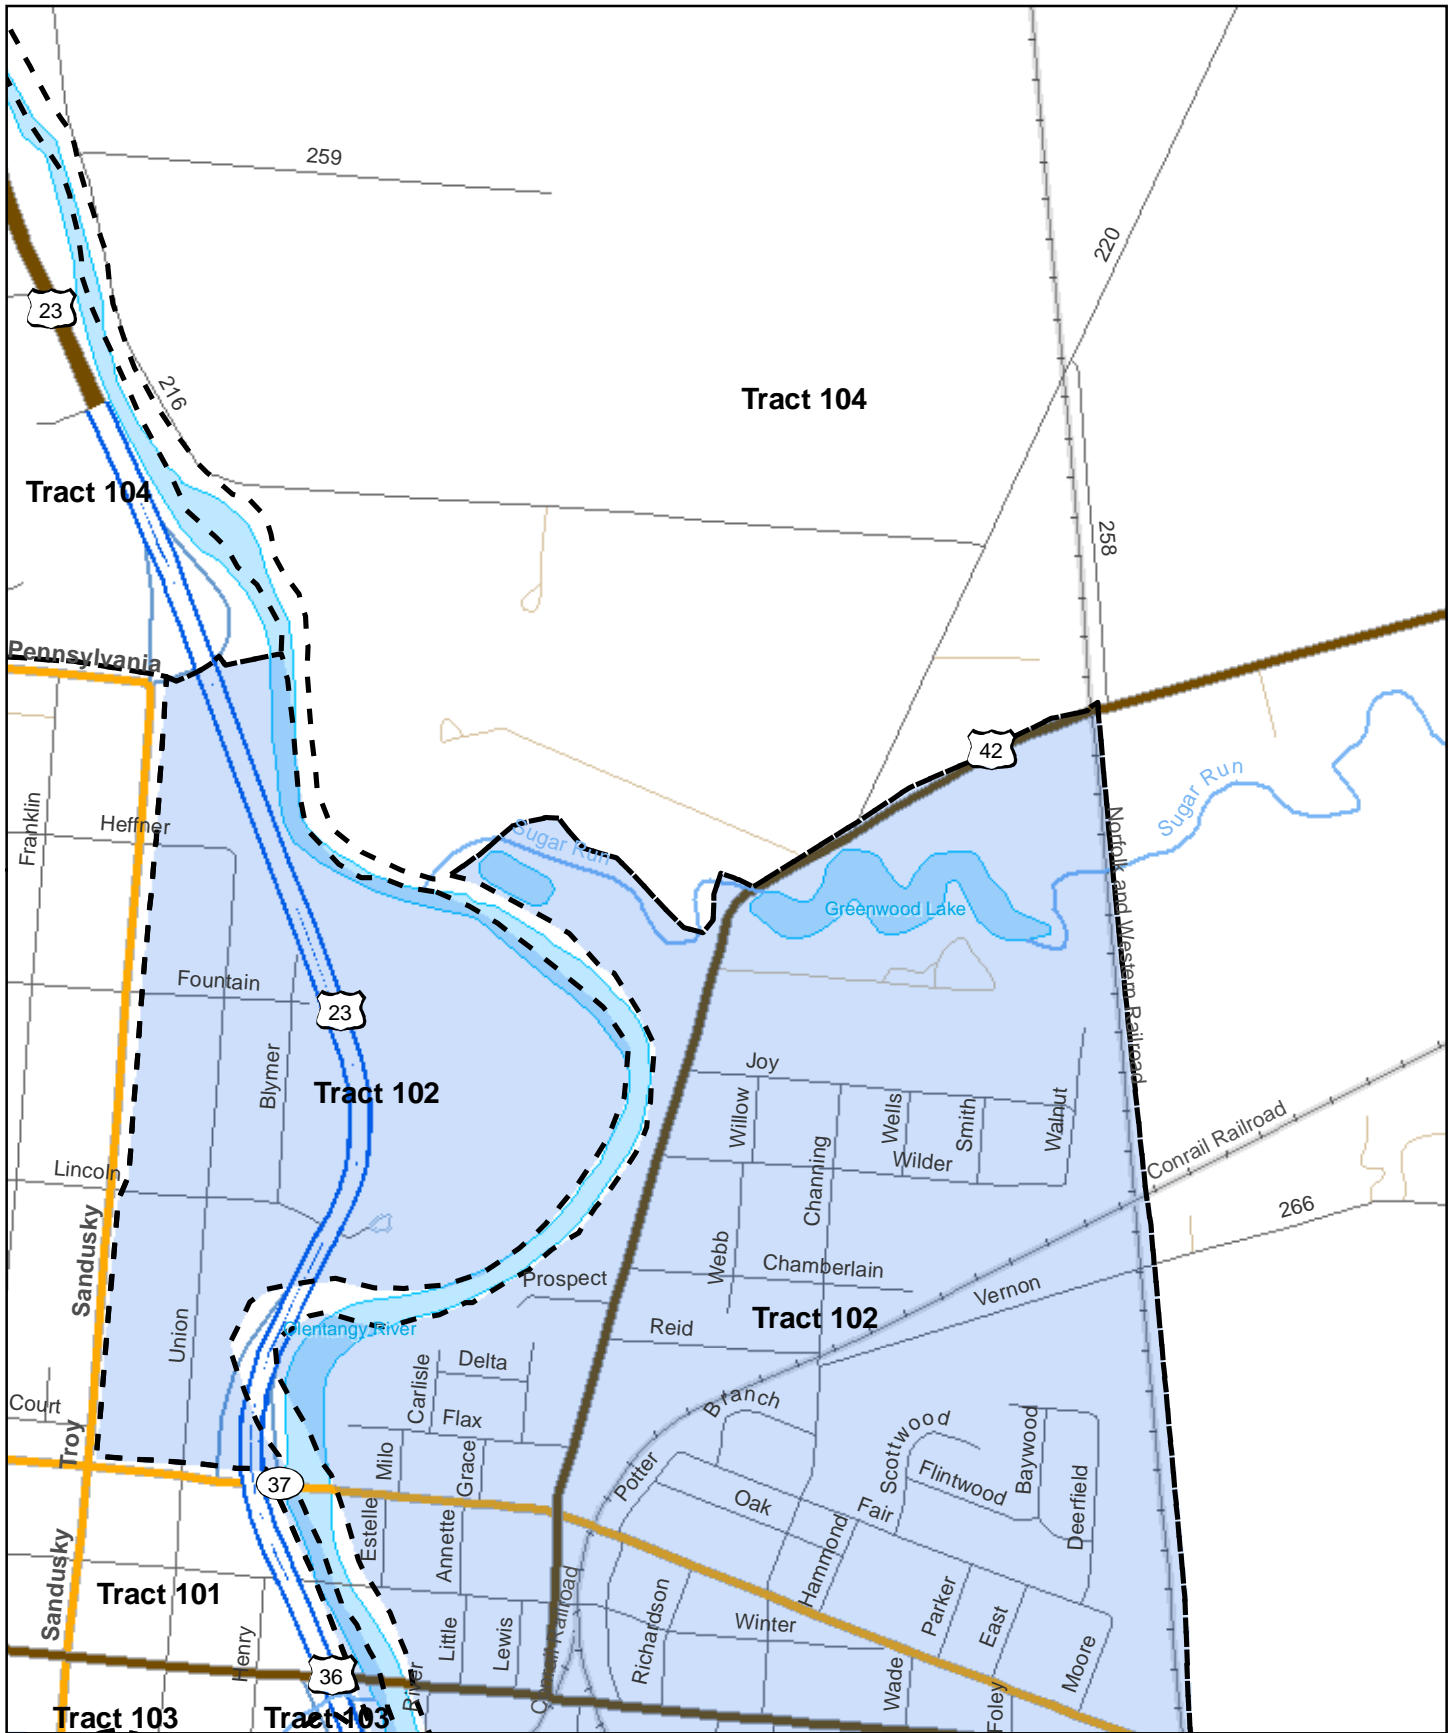 259
220
23
216
Tract 104
Tract 104
258
Pennsylvania
42
Sugar Run
Franklin
Heffner
Sugar Run
Norfolk and Western Railroad
Greenwood Lake
Fountain
23
Blymer
Tract 102
Joy
Willow
Wells
Smith
Walnut
Channing
Wilder
Conrail Railroad
Lincoln
266
Sandusky
Webb
Chamberlain
Prospect
Vernon
Tract 102
Union
Olentangy River
Reid
Delta
Carlisle
Court
Branch
Flax
Scottwood
Baywood
Troy
Milo
Grace
Potter
Flintwood
37
Oak
Fair
Deerfield
Estelle
Annette
Hammond
Sandusky
Tract 101
Conrail Railroad
Richardson
Parker
East
Henry
Little
Lewis
Winter
Moore
36
River
Wade
Foley
Tract 103
Tract 103